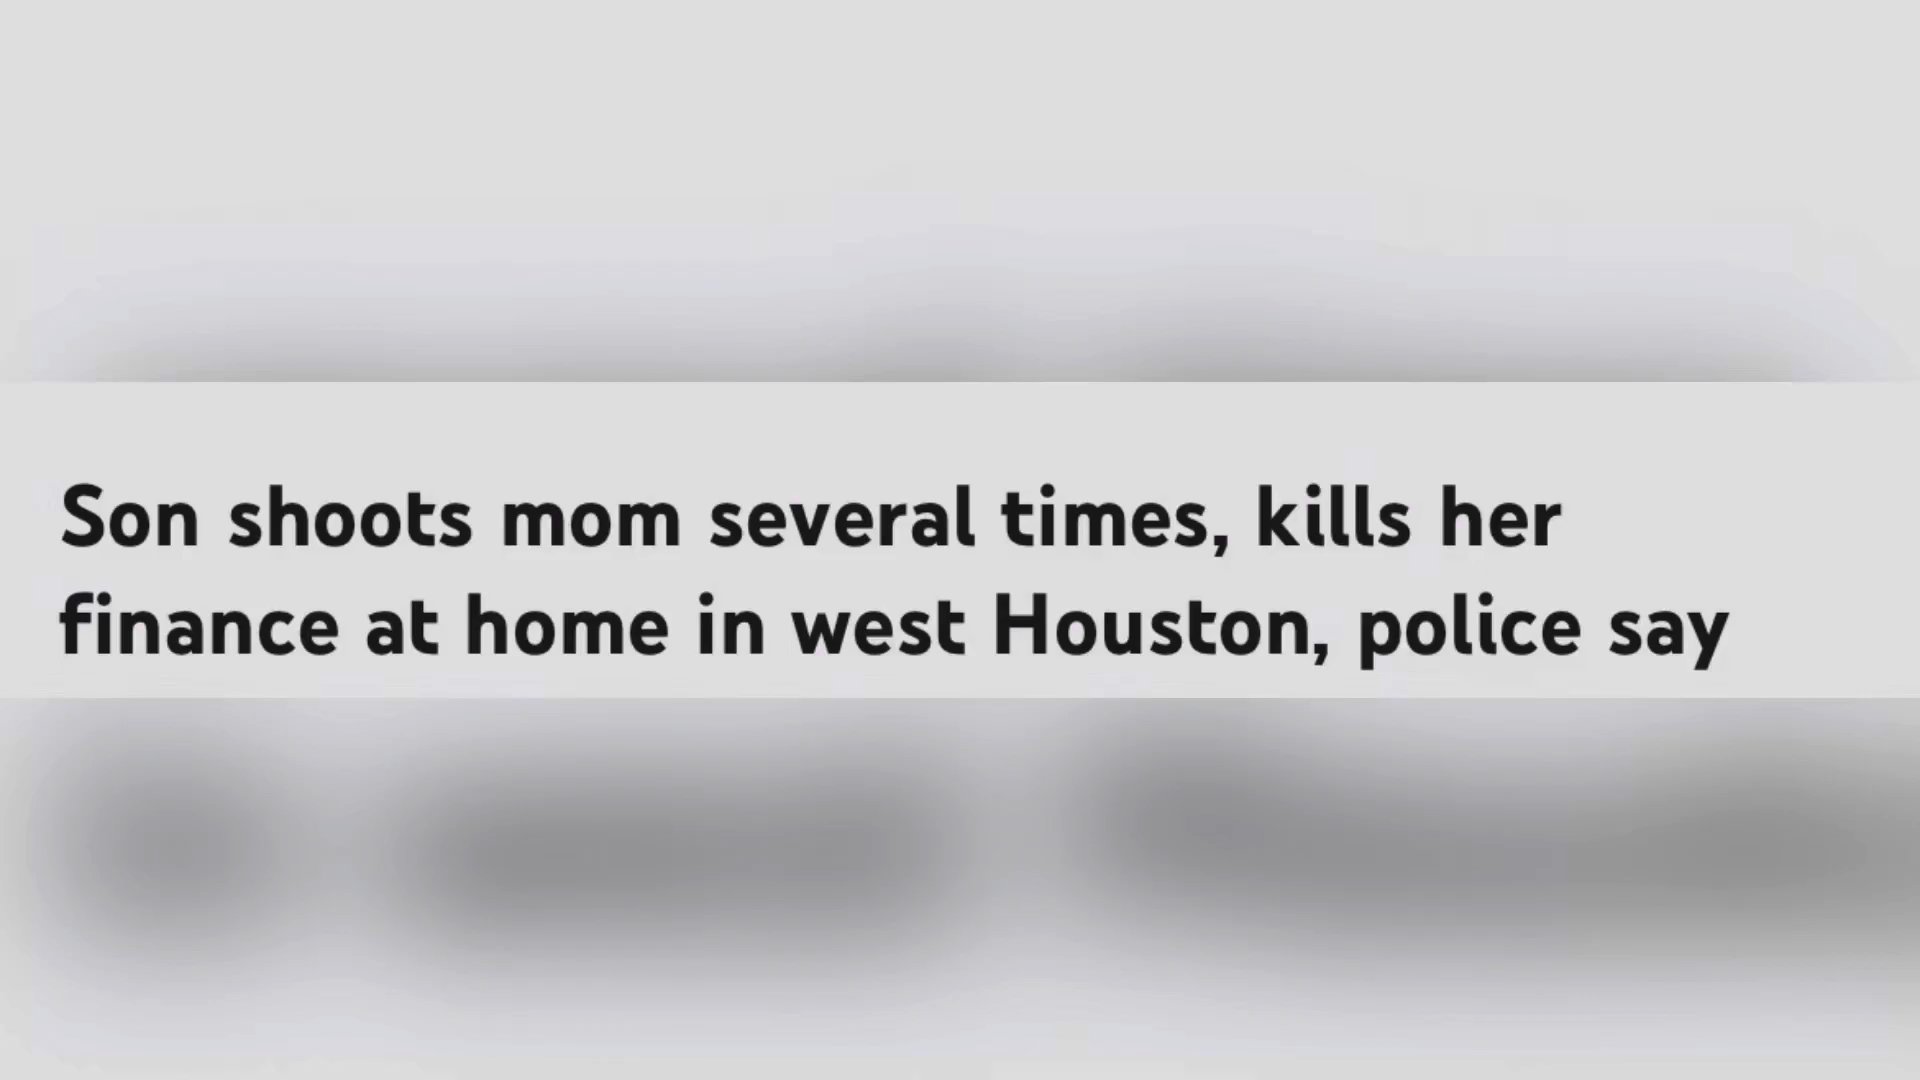 Son shoots mom several times, kills her
finance at home in west Houston, police say